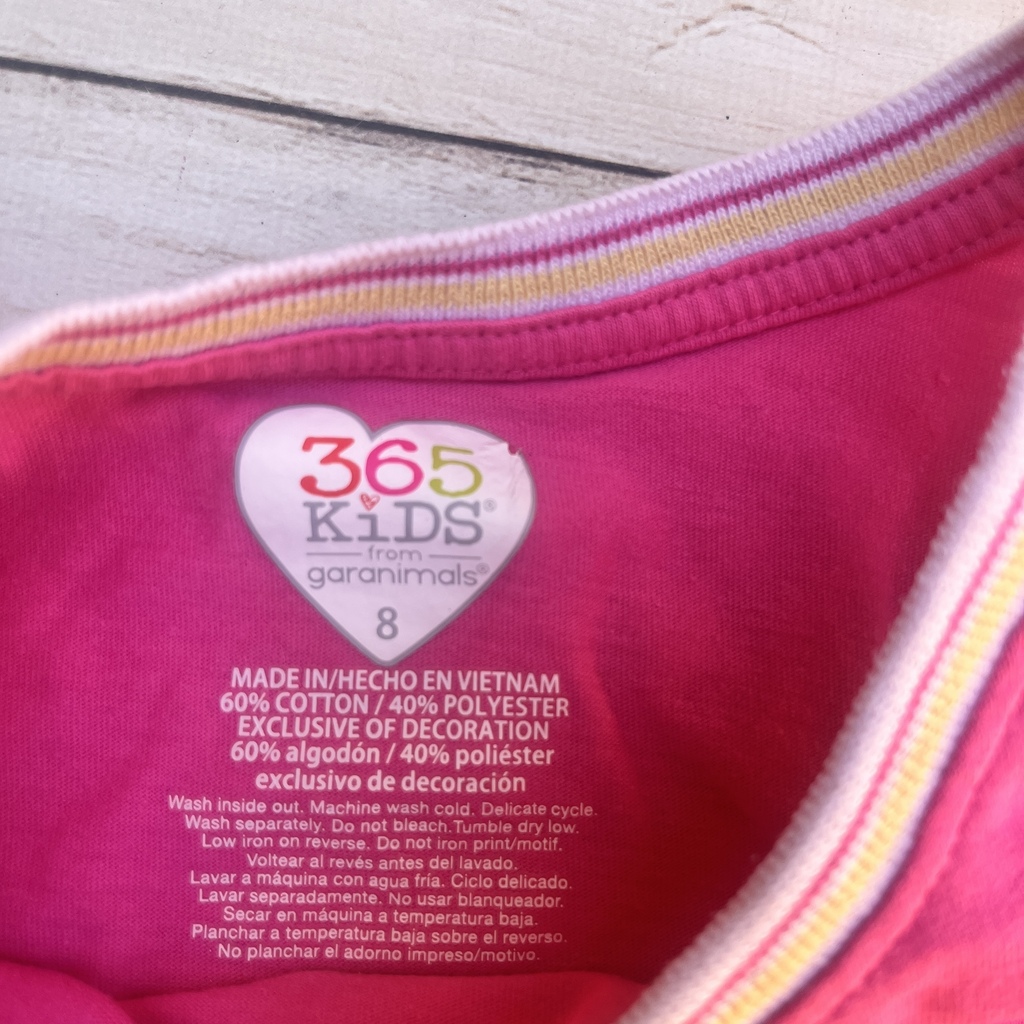 365
KiDS®
from
garanimals®
8
MADE IN/HECHO EN VIETNAM
60% COTTON / 40% POLYESTER
EXCLUSIVE OF DECORATION
60% algodón / 40% poliéster
exclusivo de decoración
Wash inside out. Machine wash cold. Delicate cycle.
Wash separately. Do not bleach.Tumble dry low.
Low iron on reverse. Do not iron print/motif.
Voltear al revés antes del lavado.
Lavar a máquina con agua fría. Ciclo delicado.
Lavar separadamente. No usar blanqueador.
Secar en máquina a temperatura baja.
Planchar a temperatura baja sobre el reverso.
No planchar el adorno impreso/motivo.